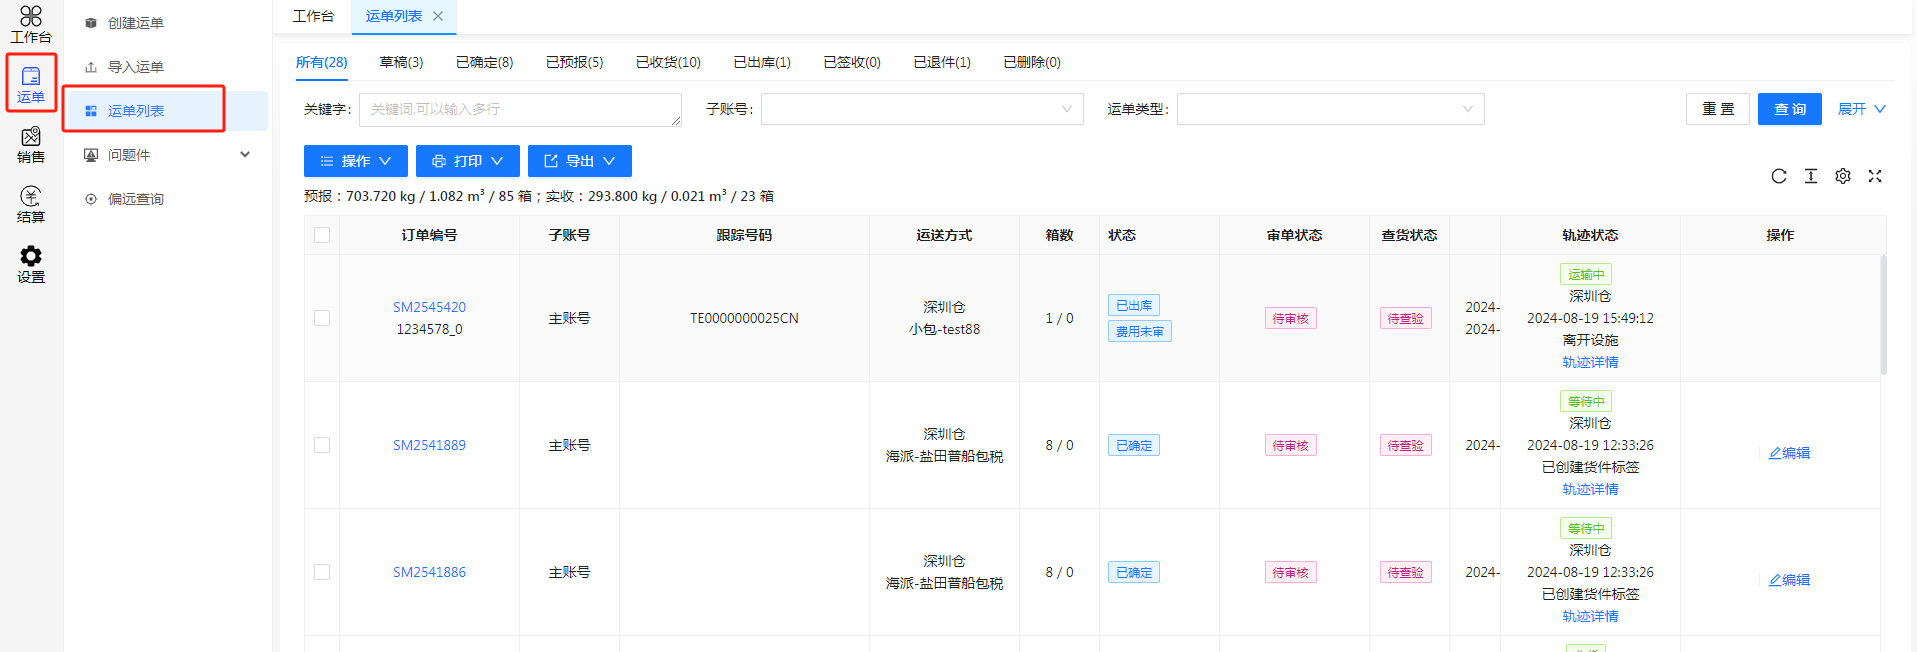 工作台
运单
销售
结算
设置
创建运单
导入运单
运单列表
问题件
偏远查询
工作台 运单列表
所有(28) 草稿(3) 已确定(8) 已预报(5) 已收货(10) 已出库(1) 已签收(0) 已退件(1) 已删除(0)
关键字: 关键词,可以输入多行 子账号: 运单类型: 重 置 查 询 展开
操作 打印 导出
预报：703.720 kg / 1.082 m³ / 85 箱；实收：293.800 kg / 0.021 m³ / 23 箱
订单编号 子账号 跟踪号码 运送方式 箱数 状态 审单状态 查货状态 轨迹状态 操作
SM2545420
1234578_0
主账号
TE0000000025CN
深圳仓
小包-test88
1 / 0
已出库
费用未审
待审核
待查验
2024-
2024-
运输中
深圳仓
2024-08-19 15:49:12
离开设施
轨迹详情
SM2541889
主账号
深圳仓
海派-盐田普船包税
8 / 0
已确定
待审核
待查验
2024-
等待中
深圳仓
2024-08-19 12:33:26
已创建货件标签
轨迹详情
编辑
SM2541886
主账号
深圳仓
海派-盐田普船包税
8 / 0
已确定
待审核
待查验
2024-
等待中
深圳仓
2024-08-19 12:33:26
已创建货件标签
轨迹详情
编辑